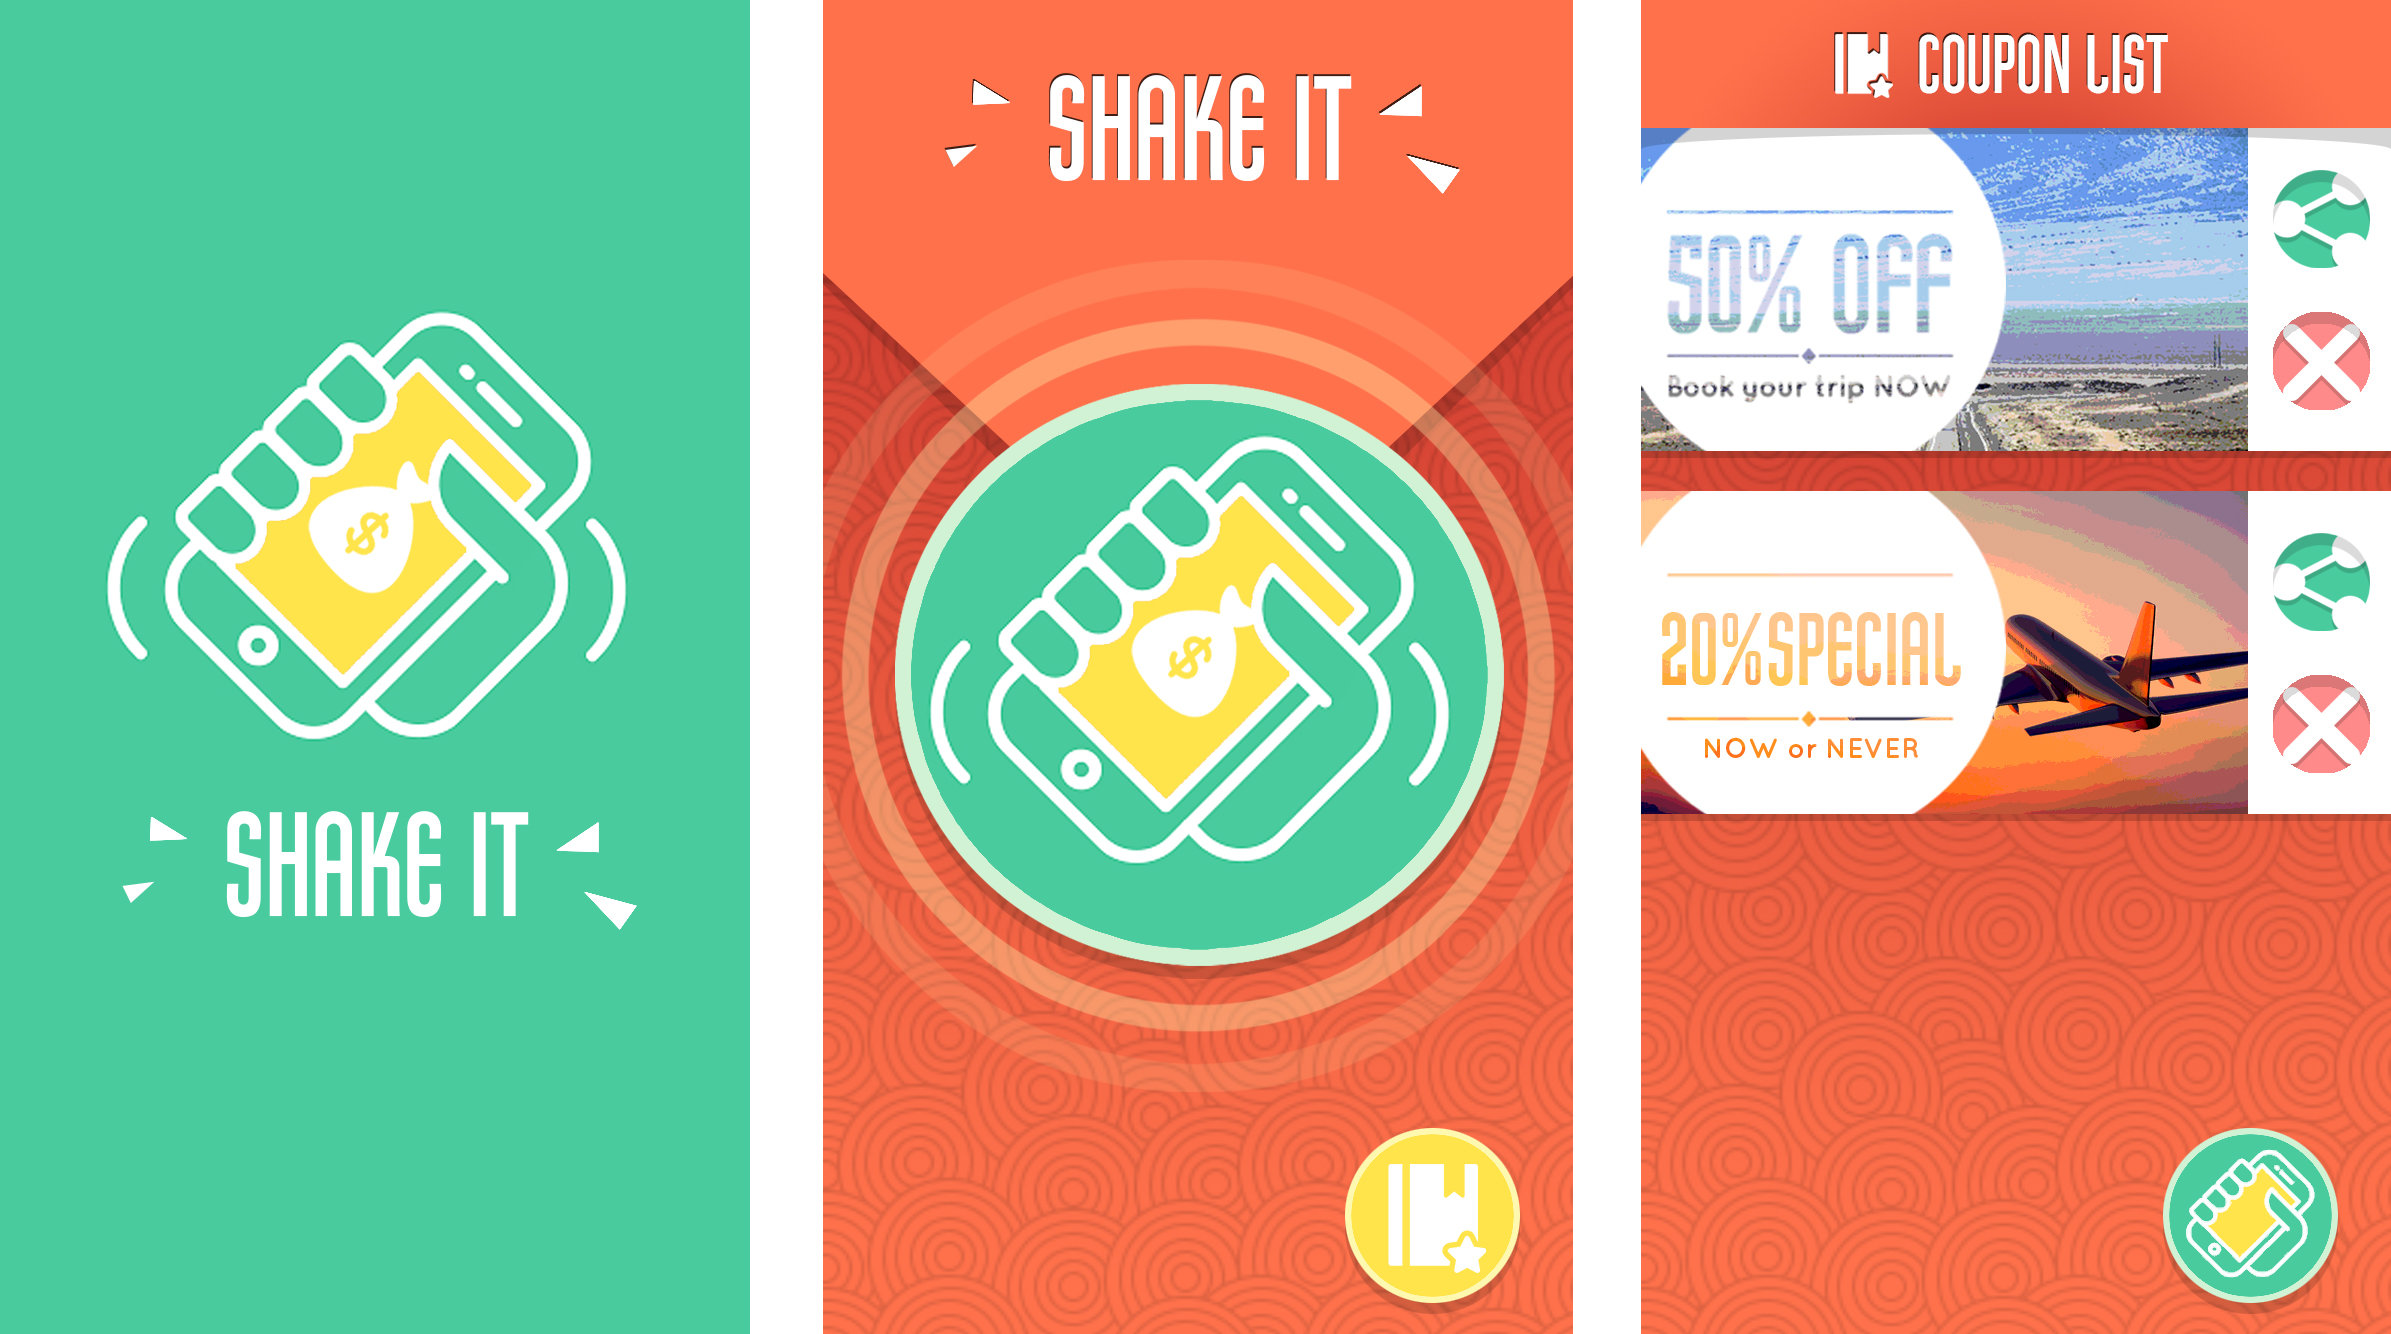 SHAKE IT
SHAKE IT
COUPON LIST
50% OFF
Book your trip NOW
20% SPECIAL
NOW or NEVER
$
$